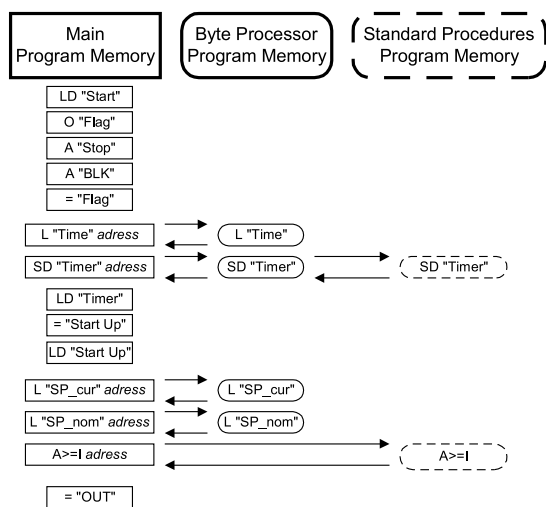 Main
Program Memory
Byte Processor
Program Memory
Standard Procedures
Program Memory
LD "Start"
O "Flag"
A "Stop"
A "BLK"
= "Flag"
L "Time" adress
L "Time"
SD "Timer" adress
SD "Timer"
SD "Timer"
LD "Timer"
= "Start Up"
LD "Start Up"
L "SP_cur" adress
L "SP_cur"
L "SP_nom" adress
L "SP_nom"
A>=I adress
A>=I
= "OUT"